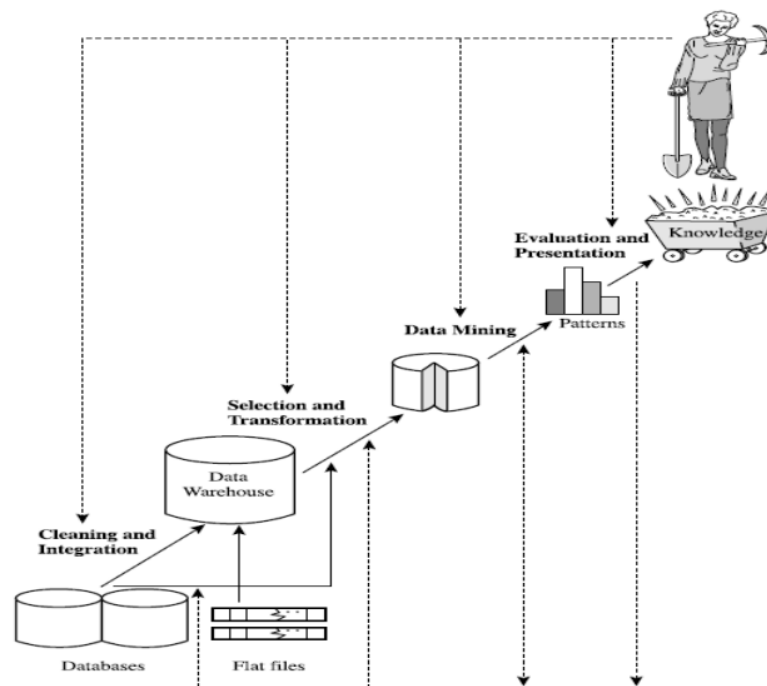 Knowledge
Evaluation and
Presentation
Patterns
Data Mining
Selection and
Transformation
Data
Warehouse
Cleaning and
Integration
Databases
Flat files